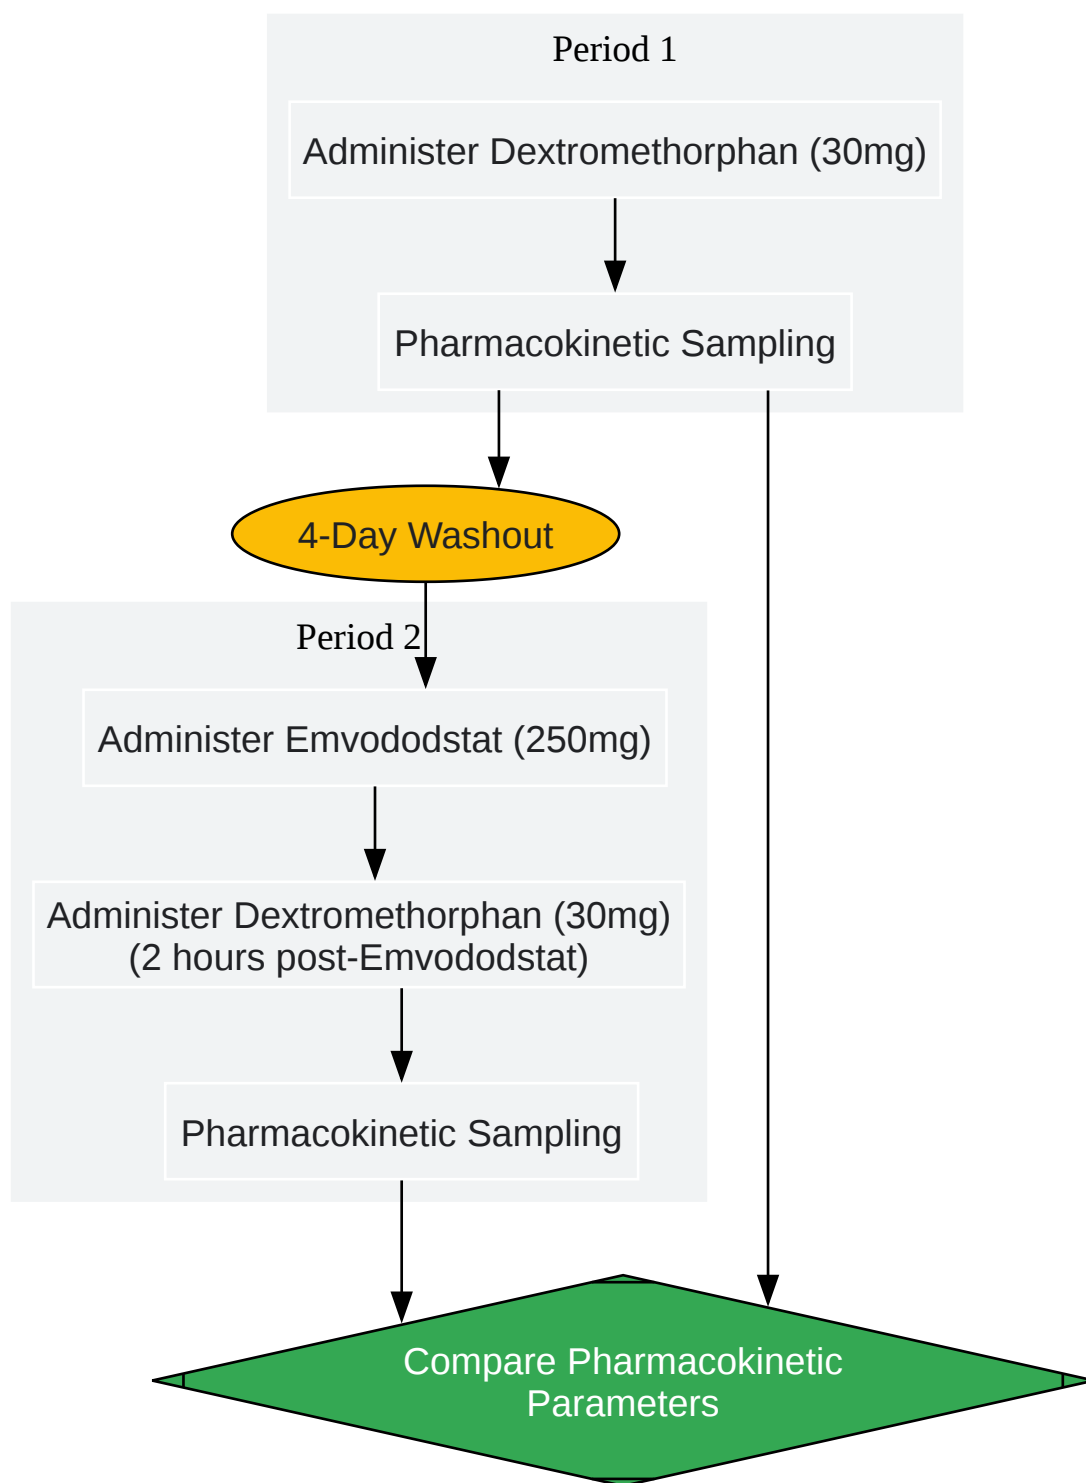 Period 1
Administer Dextromethorphan (30mg)
Pharmacokinetic Sampling
4-Day Washout
Period 2
Administer Emvododstat (250mg)
Administer Dextromethorphan (30mg)
(2 hours post-Emvododstat)
Pharmacokinetic Sampling
Compare Pharmacokinetic
Parameters